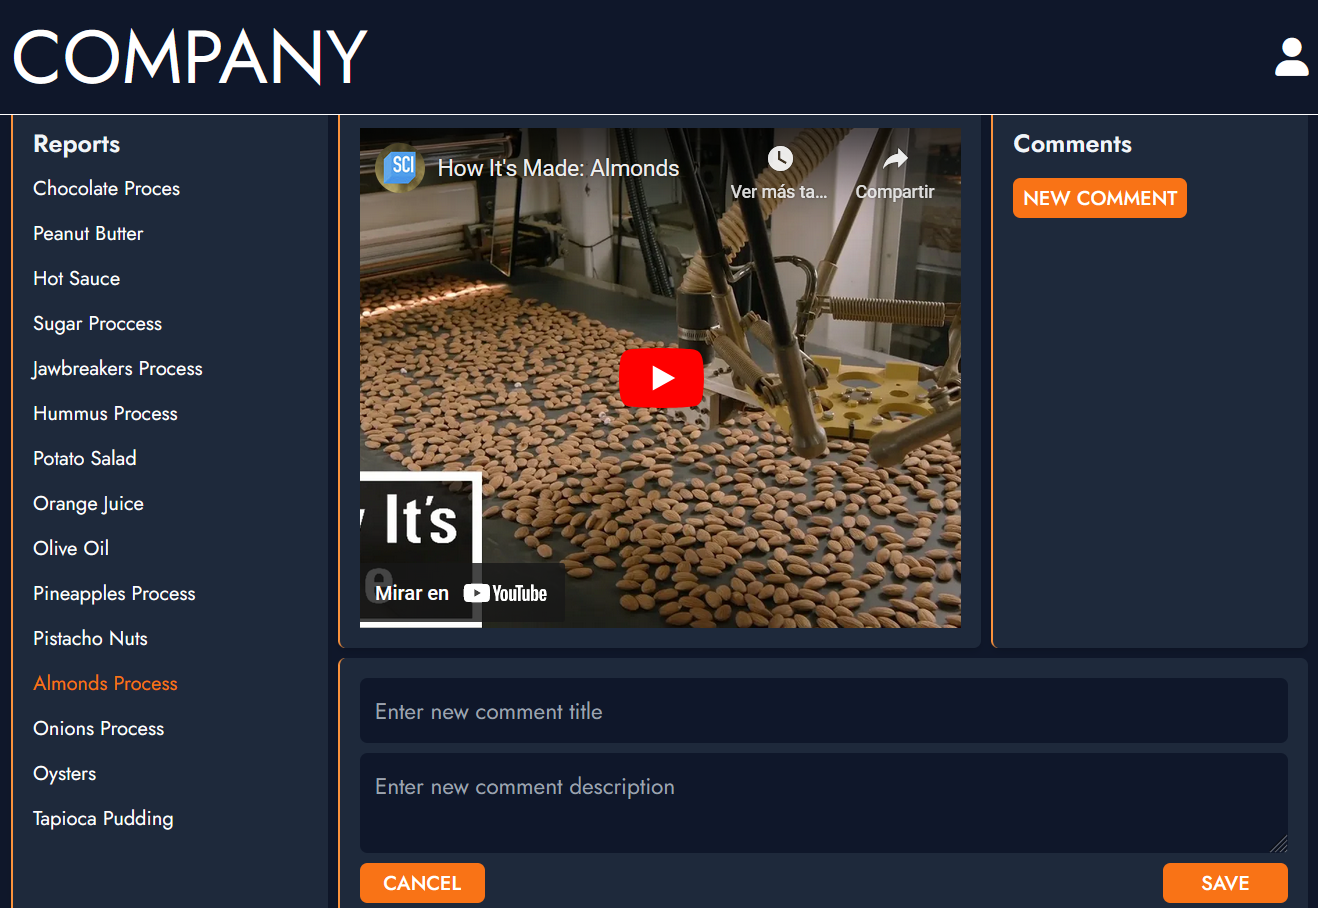 COMPANY
Reports
Chocolate Proces
Peanut Butter
Hot Sauce
Sugar Proccess
Jawbreakers Process
Hummus Process
Potato Salad
Orange Juice
Olive Oil
Pineapples Process
Pistacho Nuts
Almonds Process
Onions Process
Oysters
Tapioca Pudding
SCI
How It's Made: Almonds
Ver más ta...
Compartir
It's
e
Mirar en YouTube
Comments
NEW COMMENT
Enter new comment title
Enter new comment description
CANCEL
SAVE